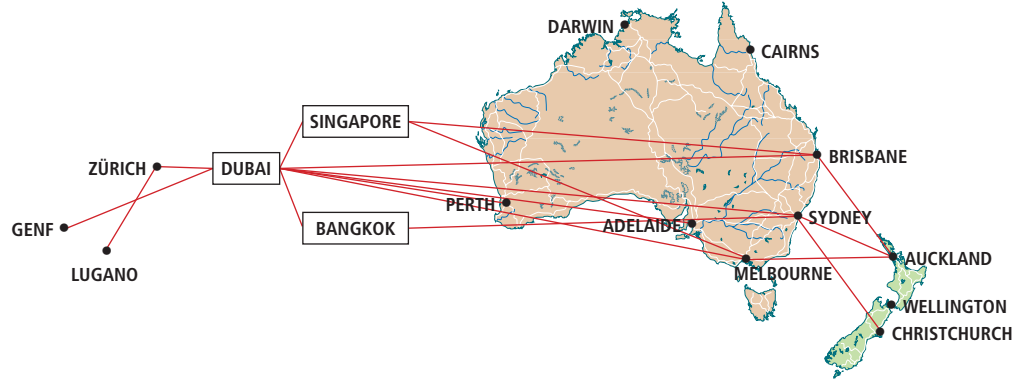 DARWIN
CAIRNS
SINGAPORE
ZÜRICH
DUBAI
BRISBANE
PERTH
SYDNEY
GENF
BANGKOK
ADELAIDE
LUGANO
MELBOURNE
AUCKLAND
WELLINGTON
CHRISTCHURCH